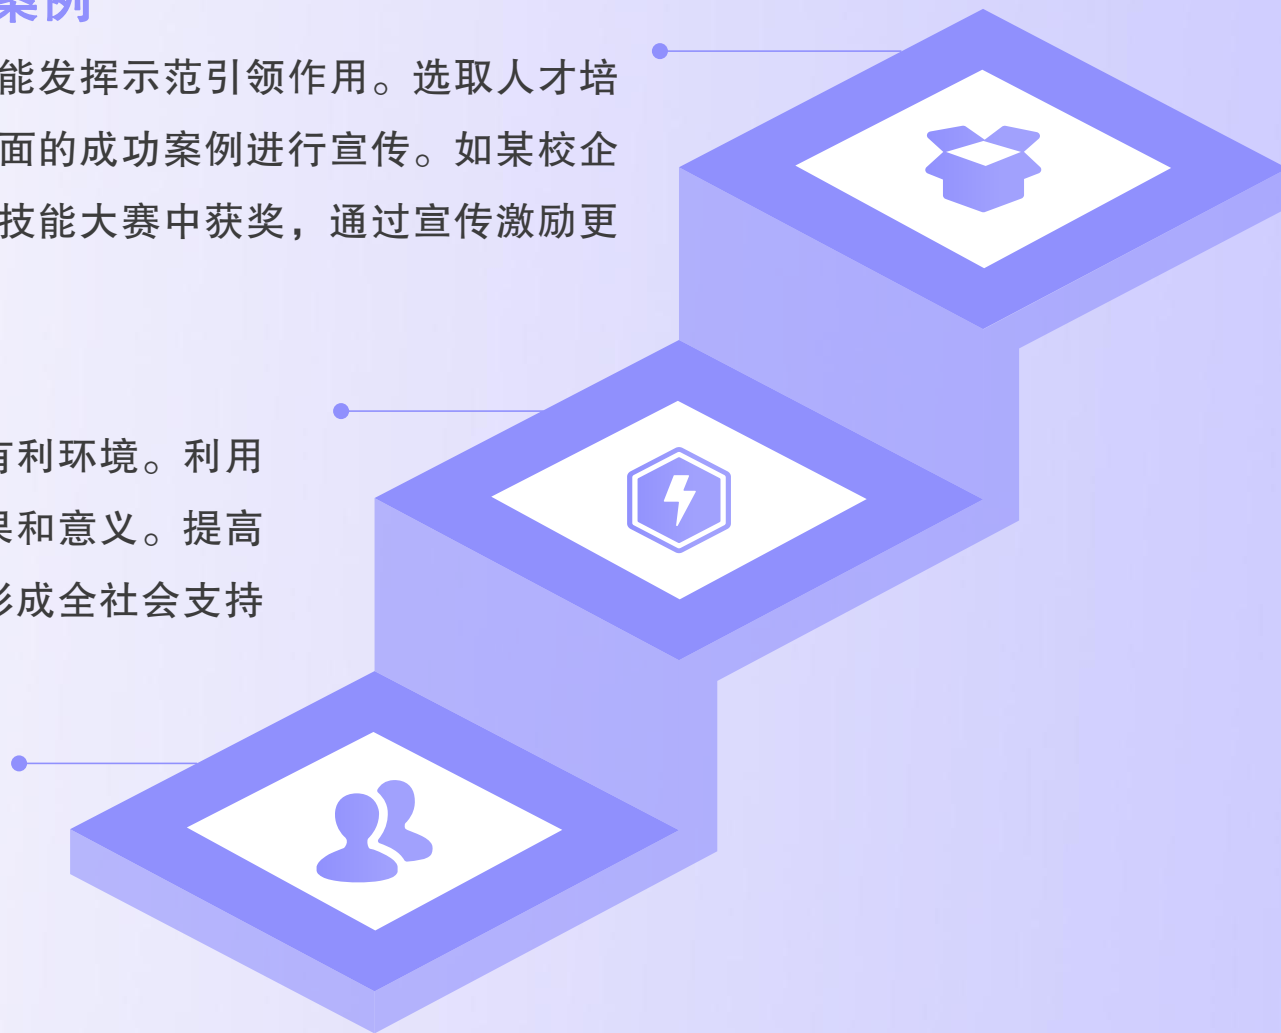 案例
能发挥示范引领作用。选取人才培
面的成功案例进行宣传。如某校企
技能大赛中获奖，通过宣传激励更
有利环境。利用
果和意义。提高
形成全社会支持